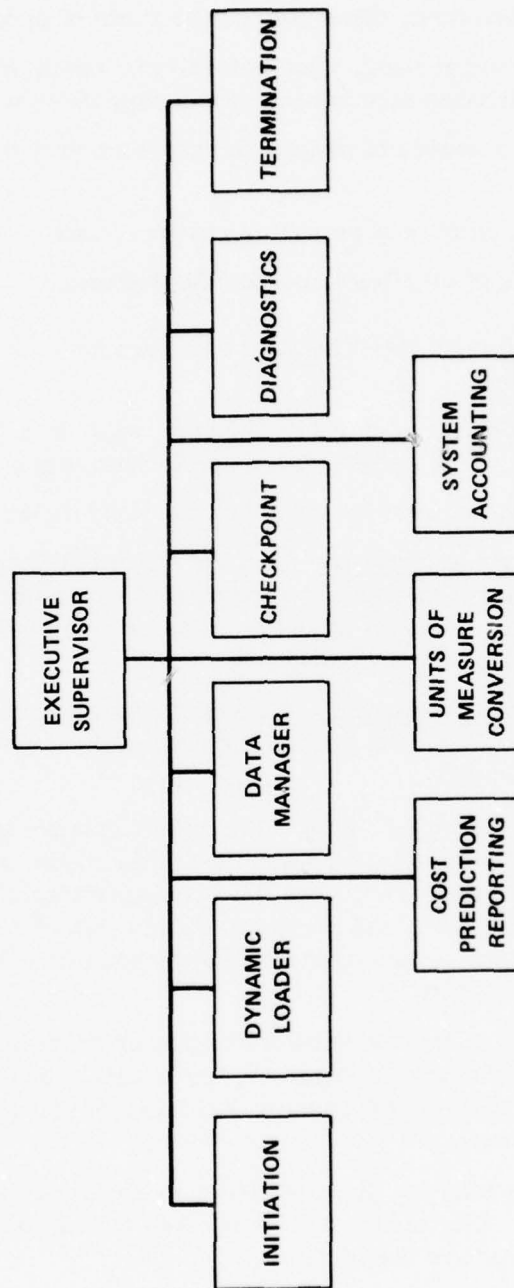 EXECUTIVE
SUPERVISOR
INITIATION
DYNAMIC
LOADER
DATA
MANAGER
CHECKPOINT
DIAGNOSTICS
TERMINATION
COST
PREDICTION
REPORTING
UNITS OF
MEASURE
CONVERSION
SYSTEM
ACCOUNTING